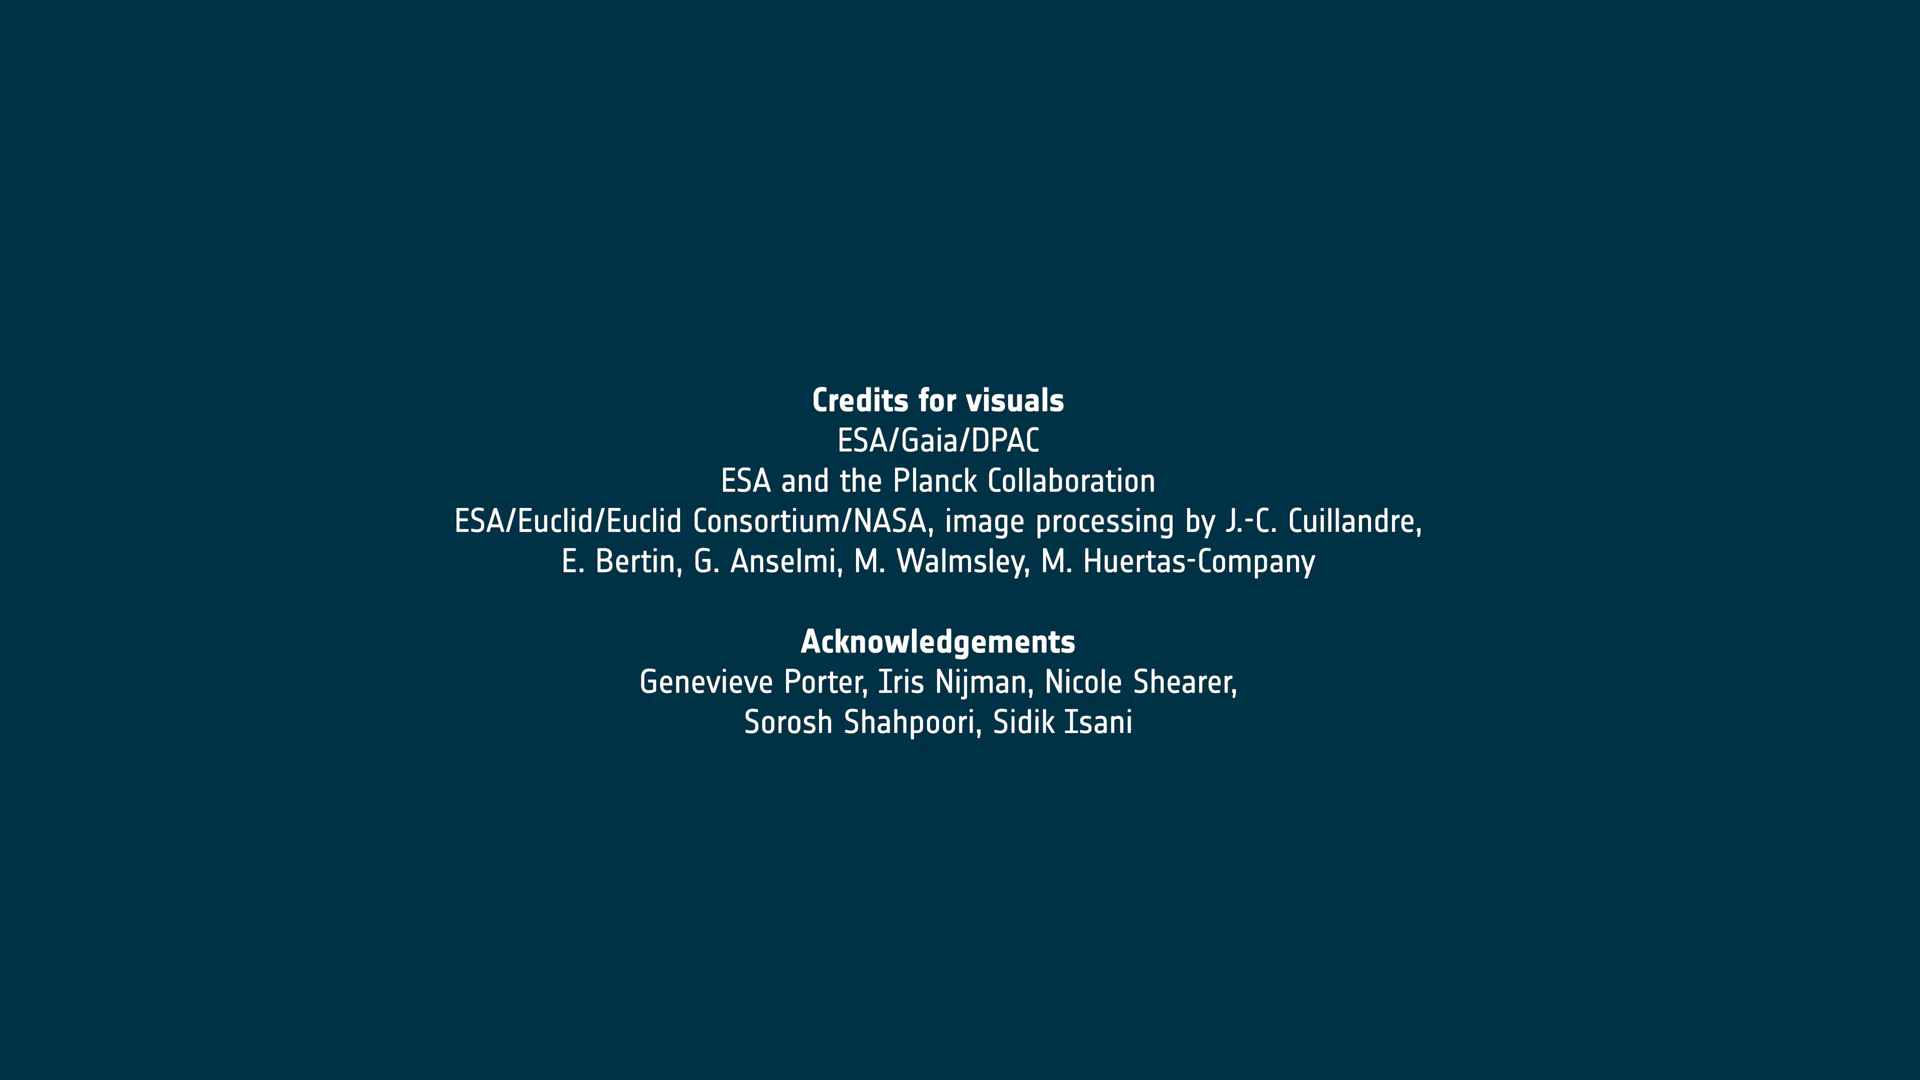 Credits for visuals
ESA/Gaia/DPAC
ESA and the Planck Collaboration
ESA/Euclid/Euclid Consortium/NASA, image processing by J.-C. Cuillandre,
E. Bertin, G. Anselmi, M. Walmsley, M. Huertas-Company
Acknowledgements
Genevieve Porter, Iris Nijman, Nicole Shearer,
Sorosh Shahpoori, Sidik Isani